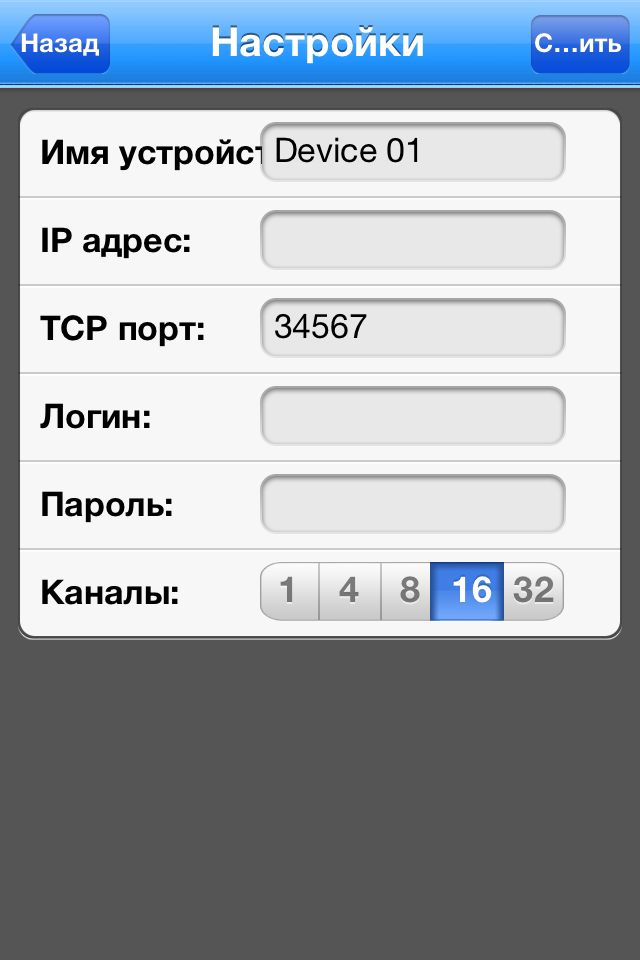 Назад Настройки С...ить
Имя устройст Device 01
IP адрес:
TCP порт: 34567
Логин:
Пароль:
Каналы: 1 4 8 16 32